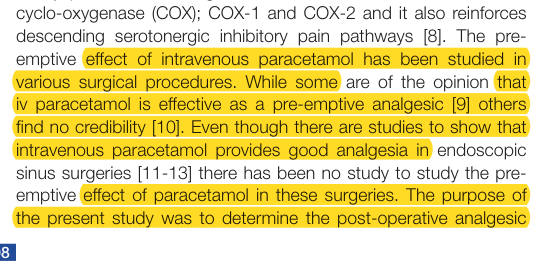 cyclo-oxygenase (COX); COX-1 and COX-2 and it also reinforces
descending serotonergic inhibitory pain pathways [8]. The pre-
emptive effect of intravenous paracetamol has been studied in
various surgical procedures. While some are of the opinion that
iv paracetamol is effective as a pre-emptive analgesic [9] others
find no credibility [10]. Even though there are studies to show that
intravenous paracetamol provides good analgesia in endoscopic
sinus surgeries [11-13] there has been no study to study the pre-
emptive effect of paracetamol in these surgeries. The purpose of
the present study was to determine the post-operative analgesic
8